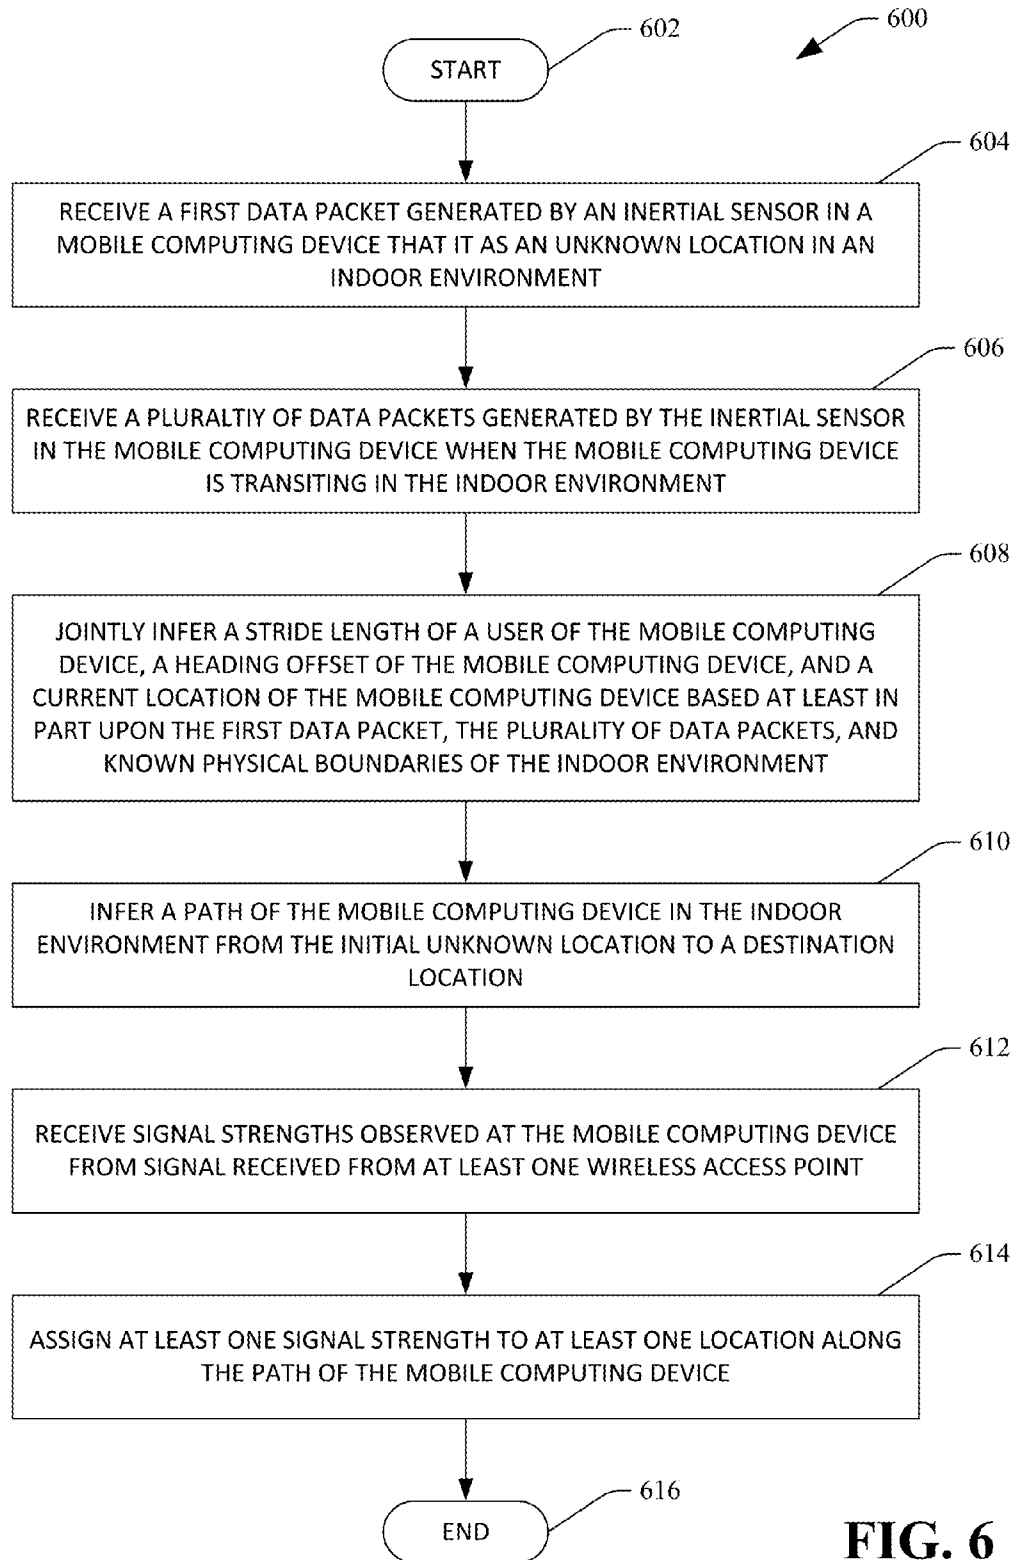 600
602
START
604
RECEIVE A FIRST DATA PACKET GENERATED BY AN INERTIAL SENSOR IN A
MOBILE COMPUTING DEVICE THAT IT AS AN UNKNOWN LOCATION IN AN
INDOOR ENVIRONMENT
606
RECEIVE A PLURALTIY OF DATA PACKETS GENERATED BY THE INERTIAL SENSOR
IN THE MOBILE COMPUTING DEVICE WHEN THE MOBILE COMPUTING DEVICE
IS TRANSITING IN THE INDOOR ENVIRONMENT
608
JOINTLY INFER A STRIDE LENGTH OF A USER OF THE MOBILE COMPUTING
DEVICE, A HEADING OFFSET OF THE MOBILE COMPUTING DEVICE, AND A
CURRENT LOCATION OF THE MOBILE COMPUTING DEVICE BASED AT LEAST IN
PART UPON THE FIRST DATA PACKET, THE PLURALITY OF DATA PACKETS, AND
KNOWN PHYSICAL BOUNDARIES OF THE INDOOR ENVIRONMENT
610
INFER A PATH OF THE MOBILE COMPUTING DEVICE IN THE INDOOR
ENVIRONMENT FROM THE INITIAL UNKNOWN LOCATION TO A DESTINATION
LOCATION
612
RECEIVE SIGNAL STRENGTHS OBSERVED AT THE MOBILE COMPUTING DEVICE
FROM SIGNAL RECEIVED FROM AT LEAST ONE WIRELESS ACCESS POINT
614
ASSIGN AT LEAST ONE SIGNAL STRENGTH TO AT LEAST ONE LOCATION ALONG
THE PATH OF THE MOBILE COMPUTING DEVICE
616
END
FIG. 6